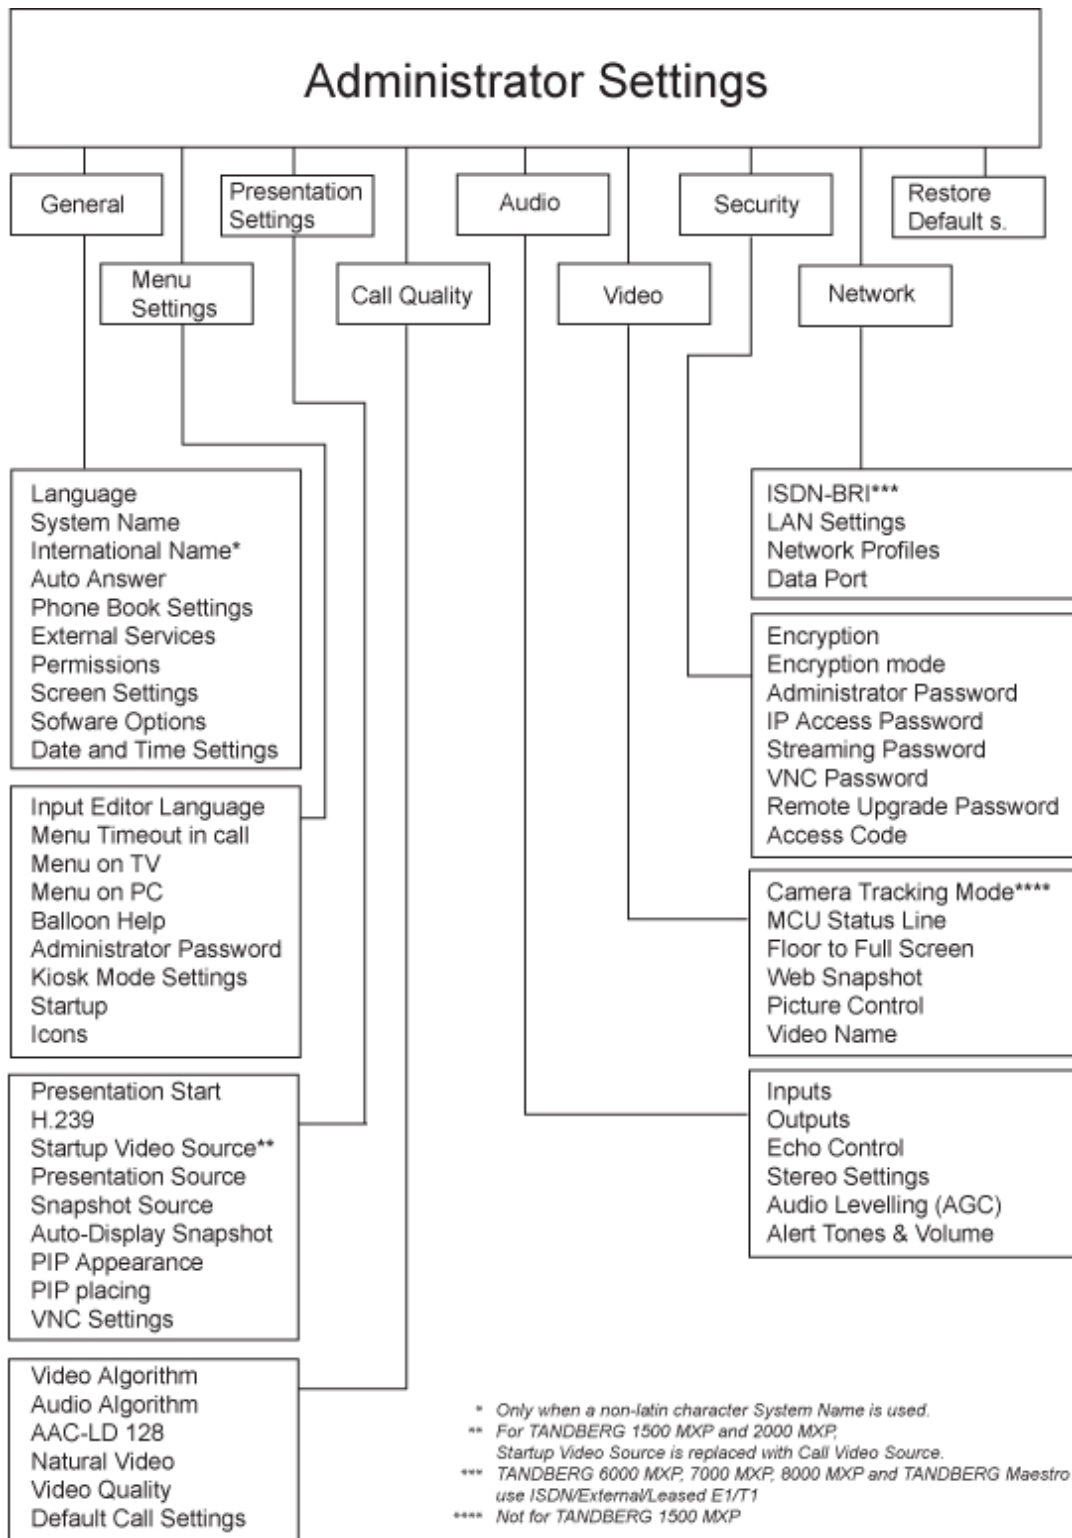 Administrator Settings
General
Presentation
Settings
Audio
Security
Restore
Default s.
Menu
Settings
Call Quality
Video
Network
Language
System Name
International Name*
Auto Answer
Phone Book Settings
External Services
Permissions
Screen Settings
Sofware Options
Date and Time Settings
Input Editor Language
Menu Timeout in call
Menu on TV
Menu on PC
Balloon Help
Administrator Password
Kiosk Mode Settings
Startup
Icons
Presentation Start
H.239
Startup Video Source**
Presentation Source
Snapshot Source
Auto-Display Snapshot
PIP Appearance
PIP placing
VNC Settings
Video Algorithm
Audio Algorithm
AAC-LD 128
Natural Video
Video Quality
Default Call Settings
ISDN-BRI***
LAN Settings
Network Profiles
Data Port
Encryption
Encryption mode
Administrator Password
IP Access Password
Streaming Password
VNC Password
Remote Upgrade Password
Access Code
Camera Tracking Mode****
MCU Status Line
Floor to Full Screen
Web Snapshot
Picture Control
Video Name
Inputs
Outputs
Echo Control
Stereo Settings
Audio Levelling (AGC)
Alert Tones & Volume
* Only when a non-latin character System Name is used.
** For TANDBERG 1500 MXP and 2000 MXP,
Startup Video Source is replaced with Call Video Source.
*** TANDBERG 6000 MXP, 7000 MXP, 8000 MXP and TANDBERG Maestro
use ISDN/External/Leased E1/T1
**** Not for TANDBERG 1500 MXP